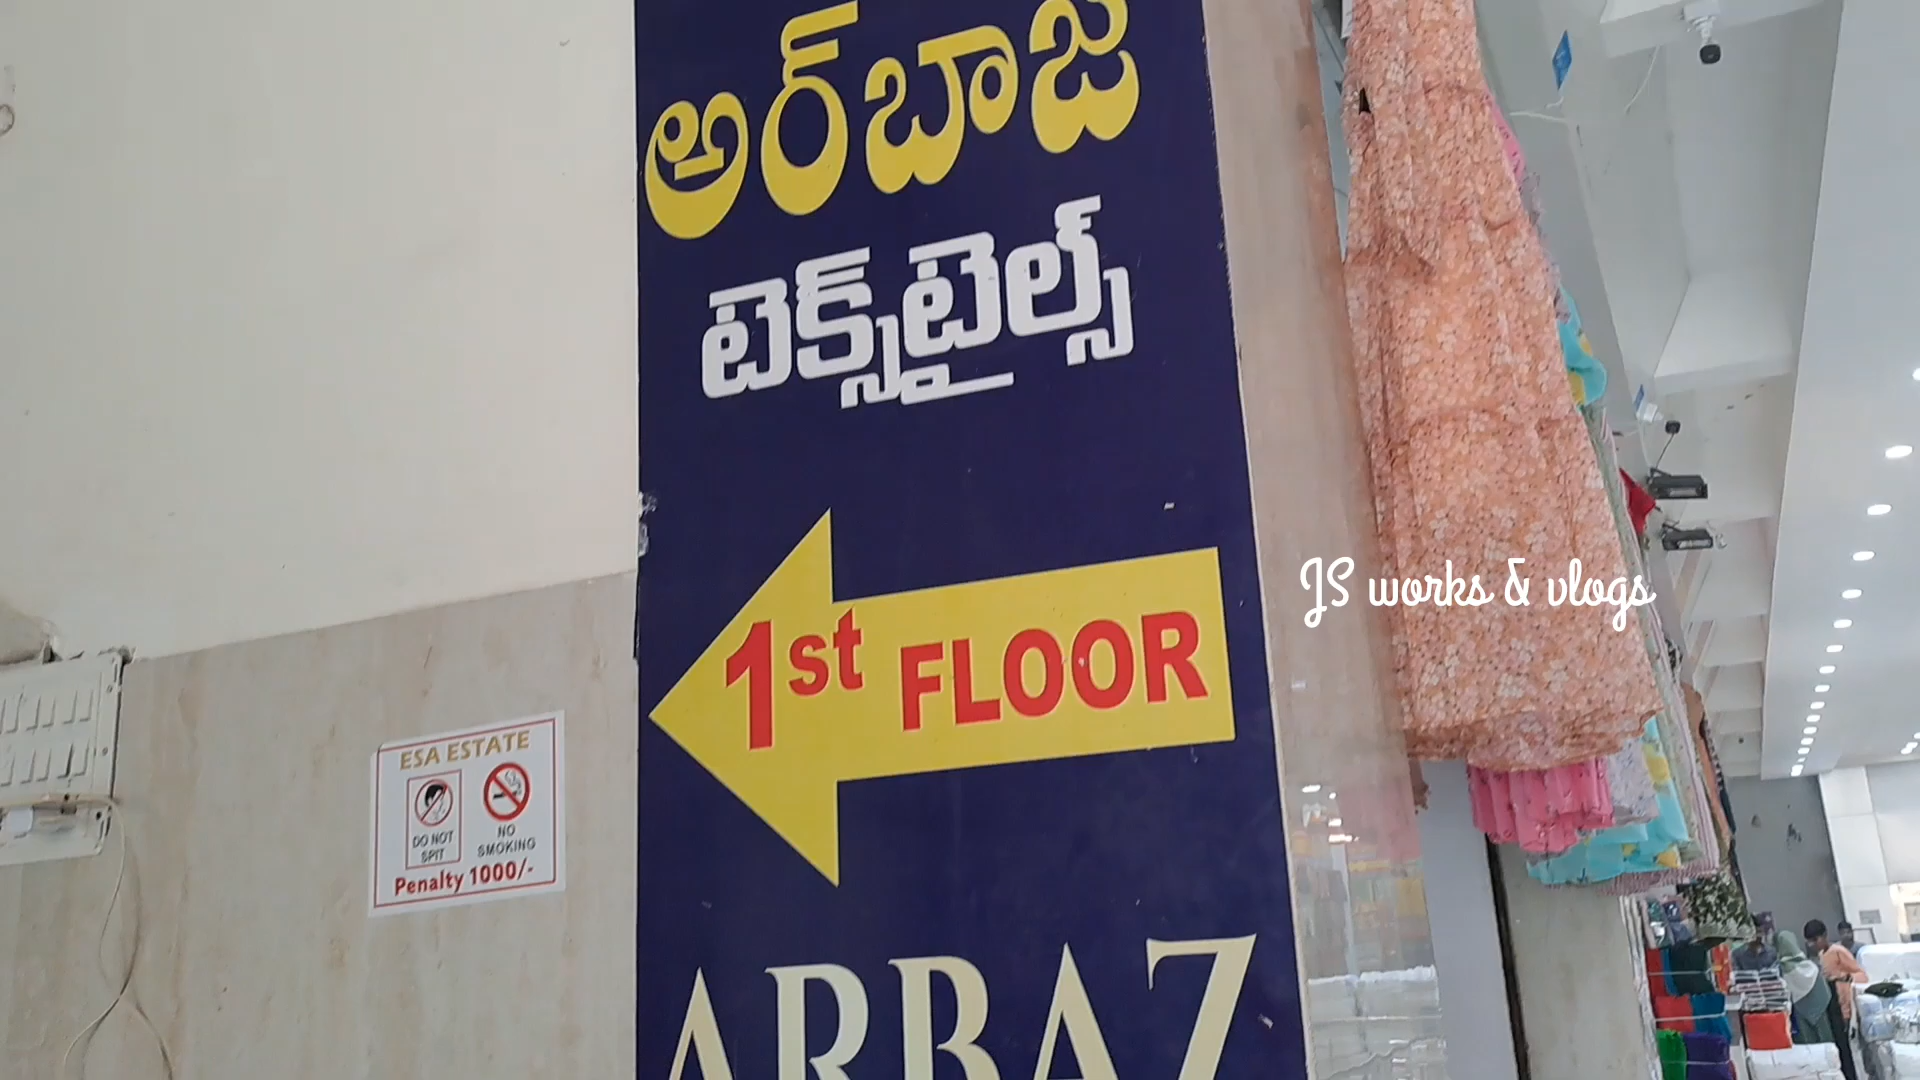 అర్‌బాజ్
టెక్స్‌టైల్స్
1st FLOOR
ARBAZ
ESA ESTATE
DO NOT SPIT
NO SMOKING
Penalty 1000/-
JS works & vlogs